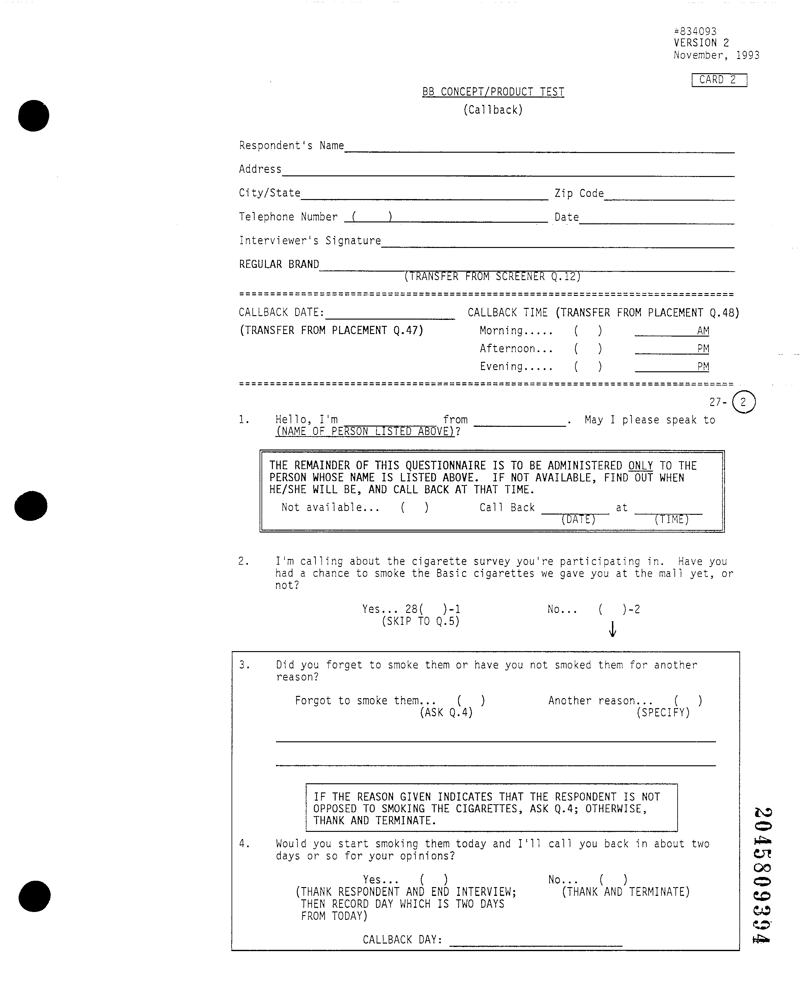 #834093
VERSION 2
November, 1993
CARD 2
BB CONCEPT/PRODUCT TEST
(Callback)
Respondent's Name
Address
City/State Zip Code
Telephone Number ( ) Date
Interviewer's Signature
REGULAR BRAND
(TRANSFER FROM SCREENER Q.12)
CALLBACK DATE: CALLBACK TIME (TRANSFER FROM PLACEMENT Q.48)
(TRANSFER FROM PLACEMENT Q.47) Morning..... ( ) AM
Afternoon... ( ) PM
Evening..... ( ) PM
27- 2
1. Hello, I'm from . May I please speak to
(NAME OF PERSON LISTED ABOVE)?
THE REMAINDER OF THIS QUESTIONNAIRE IS TO BE ADMINISTERED ONLY TO THE
PERSON WHOSE NAME IS LISTED ABOVE. IF NOT AVAILABLE, FIND OUT WHEN
HE/SHE WILL BE, AND CALL BACK AT THAT TIME.
Not available... ( ) Call Back at
(DATE) (TIME)
2. I'm calling about the cigarette survey you're participating in. Have you
had a chance to smoke the Basic cigarettes we gave you at the mall yet, or
not?
Yes... 28( )-1 No... ( )-2
(SKIP TO Q.5)
3. Did you forget to smoke them or have you not smoked them for another
reason?
Forgot to smoke them... ( ) Another reason... ( )
(ASK Q.4) (SPECIFY)
IF THE REASON GIVEN INDICATES THAT THE RESPONDENT IS NOT
OPPOSED TO SMOKING THE CIGARETTES, ASK Q.4; OTHERWISE,
THANK AND TERMINATE.
4. Would you start smoking them today and I'll call you back in about two
days or so for your opinions?
Yes... ( ) No... ( )
(THANK RESPONDENT AND END INTERVIEW; (THANK AND TERMINATE)
THEN RECORD DAY WHICH IS TWO DAYS
FROM TODAY)
CALLBACK DAY:
2045809394